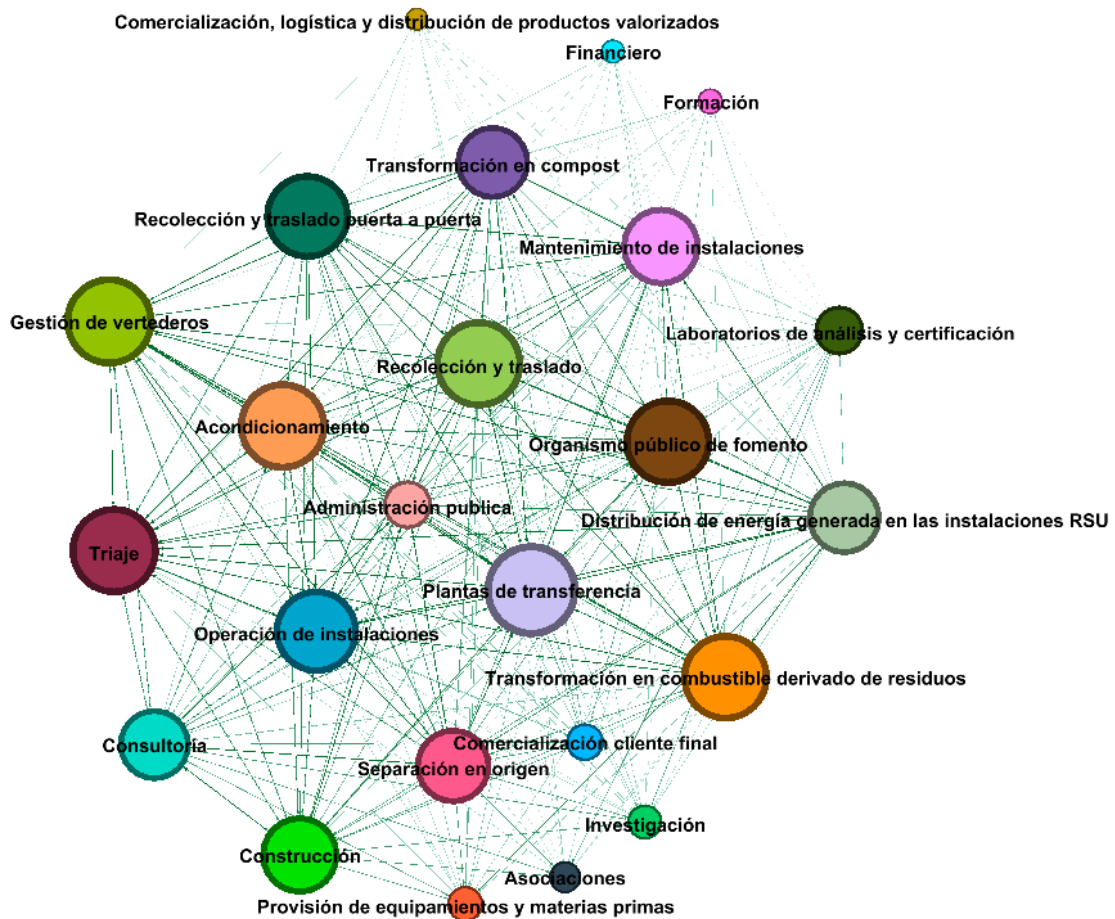 Comercialización, logística y distribución de productos valorizados
Financiero
Formación
Transformación en compost
Recolección y traslado puerta a puerta
Mantenimiento de instalaciones
Gestión de vertederos
Laboratorios de análisis y certificación
Recolección y traslado
Acondicionamiento
Organismo público de fomento
Administración publica
Distribución de energía generada en las instalaciones RSU
Triaje
Plantas de transferencia
Operación de instalaciones
Transformación en combustible derivado de residuos
Consultoría
Comercialización cliente final
Separación en origen
Investigación
Construcción
Asociaciones
Provisión de equipamientos y materias primas